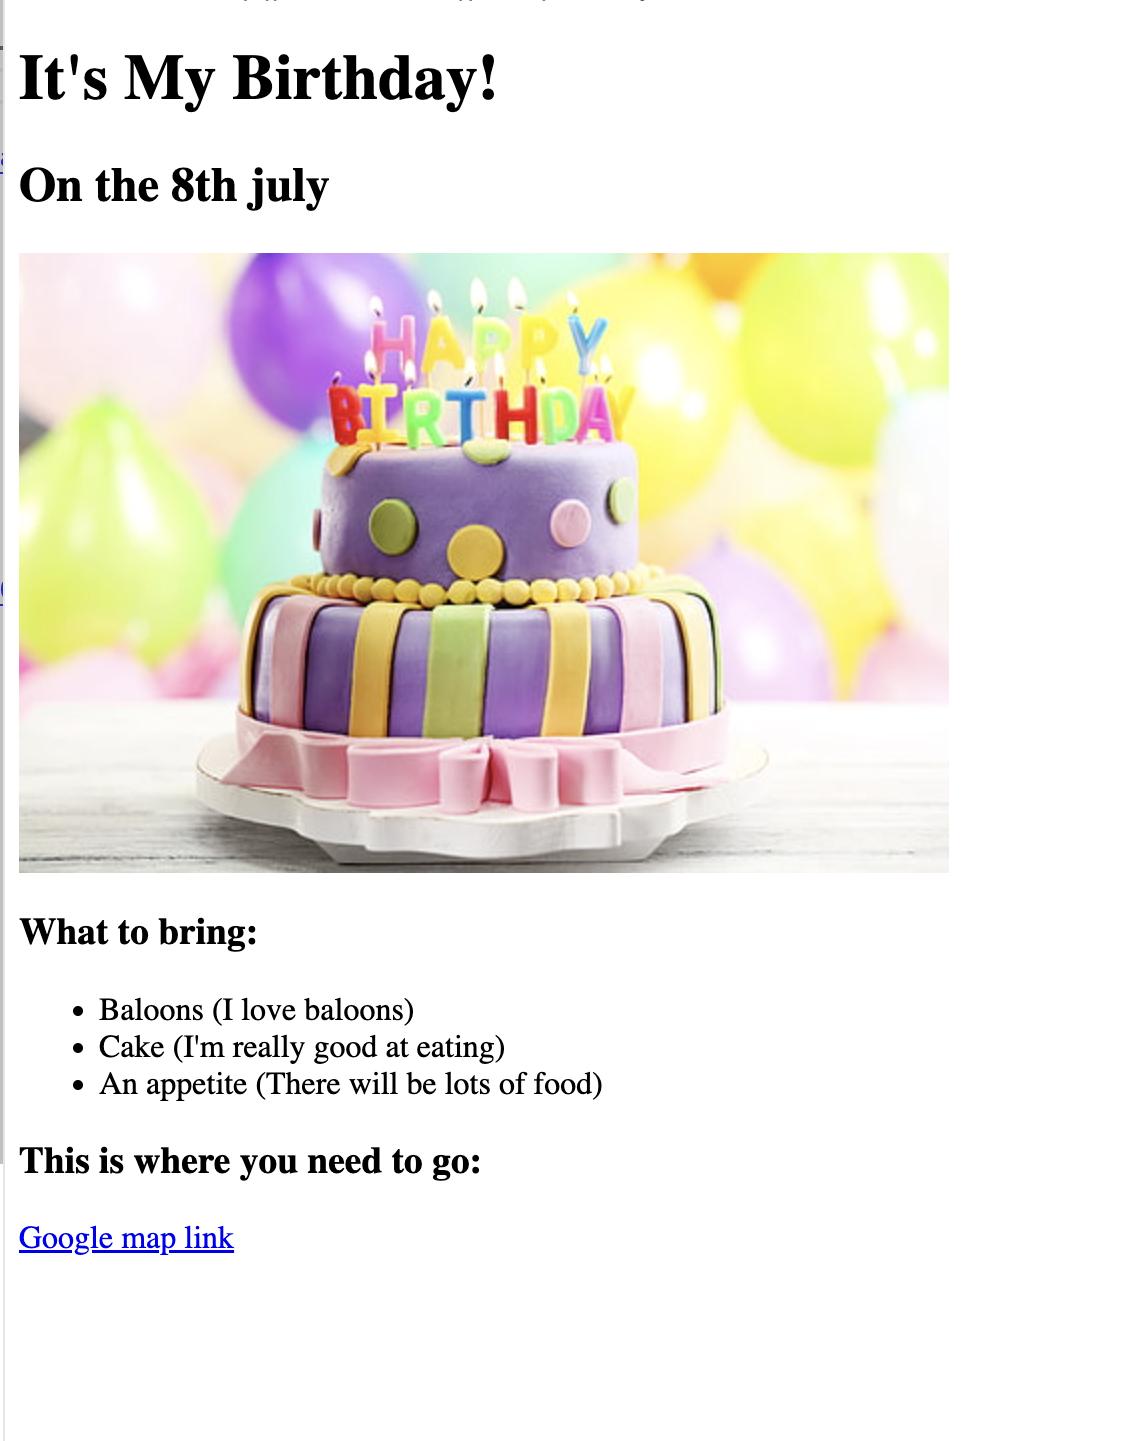 It's My Birthday!
On the 8th july
HAPPY
BIRTHDAY
What to bring:
Baloons (I love baloons)
Cake (I'm really good at eating)
An appetite (There will be lots of food)
This is where you need to go:
Google map link